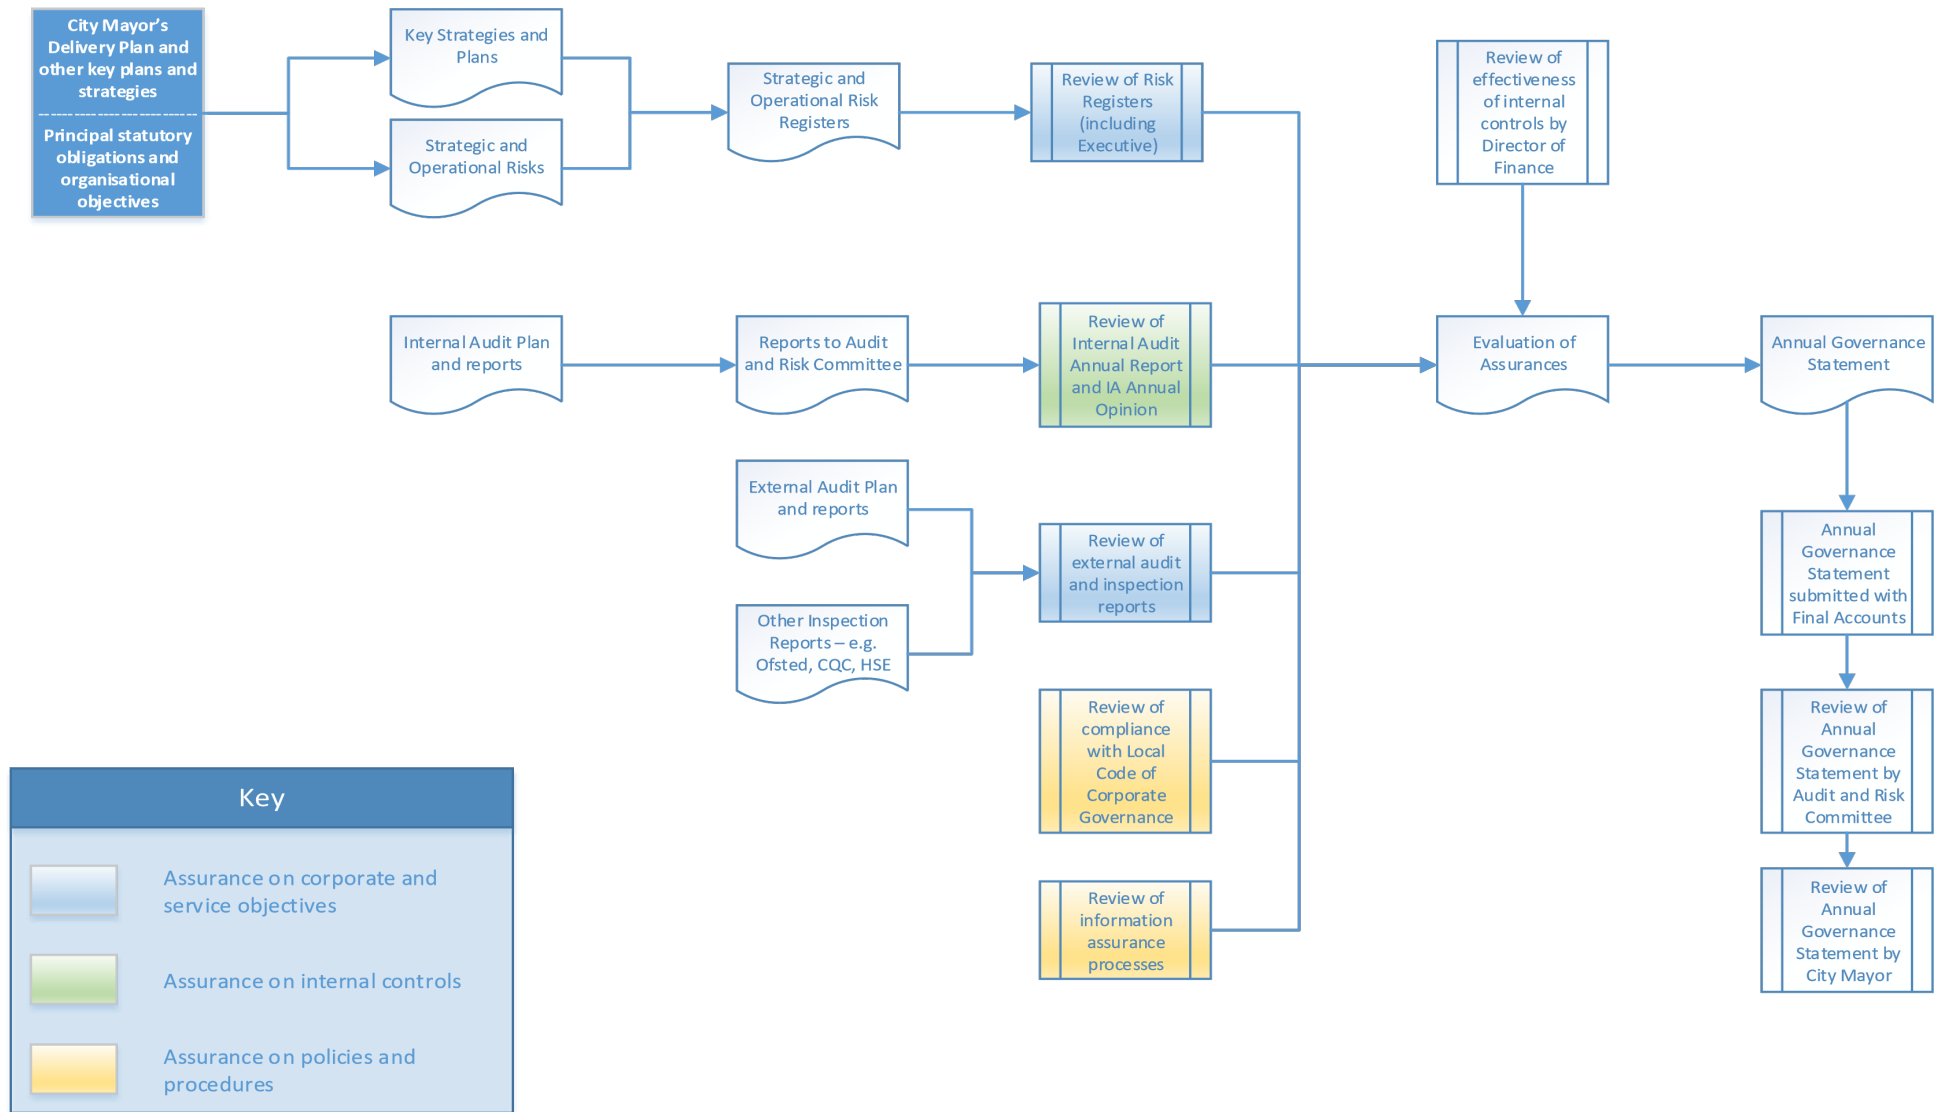 City Mayor’s
Delivery Plan and
other key plans and
strategies
Principal statutory
obligations and
organisational
objectives
Key Strategies and
Plans
Strategic and
Operational Risks
Strategic and
Operational Risk
Registers
Review of Risk
Registers
(including
Executive)
Review of
effectiveness
of internal
controls by
Director of
Finance
Internal Audit Plan
and reports
Reports to Audit
and Risk Committee
Review of
Internal Audit
Annual Report
and IA Annual
Opinion
Evaluation of
Assurances
Annual Governance
Statement
External Audit Plan
and reports
Other Inspection
Reports – e.g.
Ofsted, CQC, HSE
Review of
external audit
and inspection
reports
Annual
Governance
Statement
submitted with
Final Accounts
Review of
compliance
with Local
Code of
Corporate
Governance
Review of
Annual
Governance
Statement by
Audit and Risk
Committee
Review of
information
assurance
processes
Review of
Annual
Governance
Statement by
City Mayor
Key
Assurance on corporate and
service objectives
Assurance on internal controls
Assurance on policies and
procedures